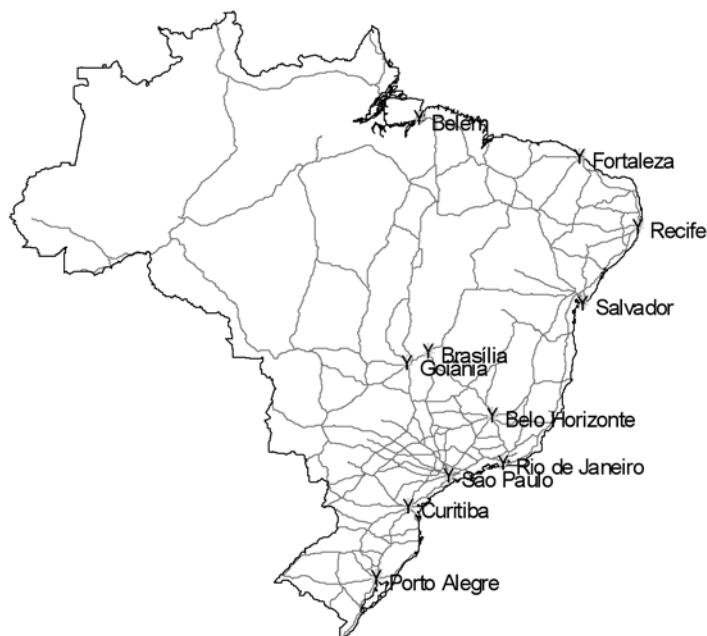 Belém
Fortaleza
Recife
Salvador
Brasília
Goiânia
Belo Horizonte
Rio de Janeiro
São Paulo
Curitiba
Porto Alegre